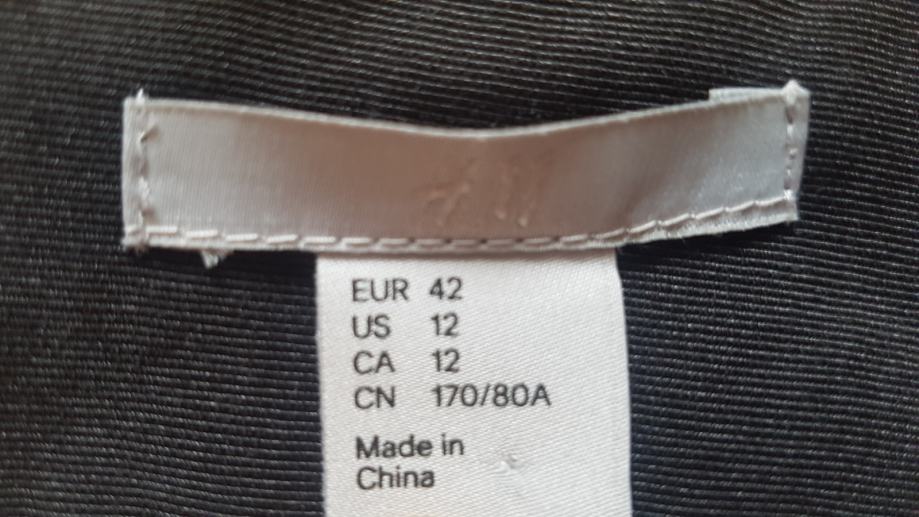 EUR 42
US 12
CA 12
CN 170/80A
Made in
China